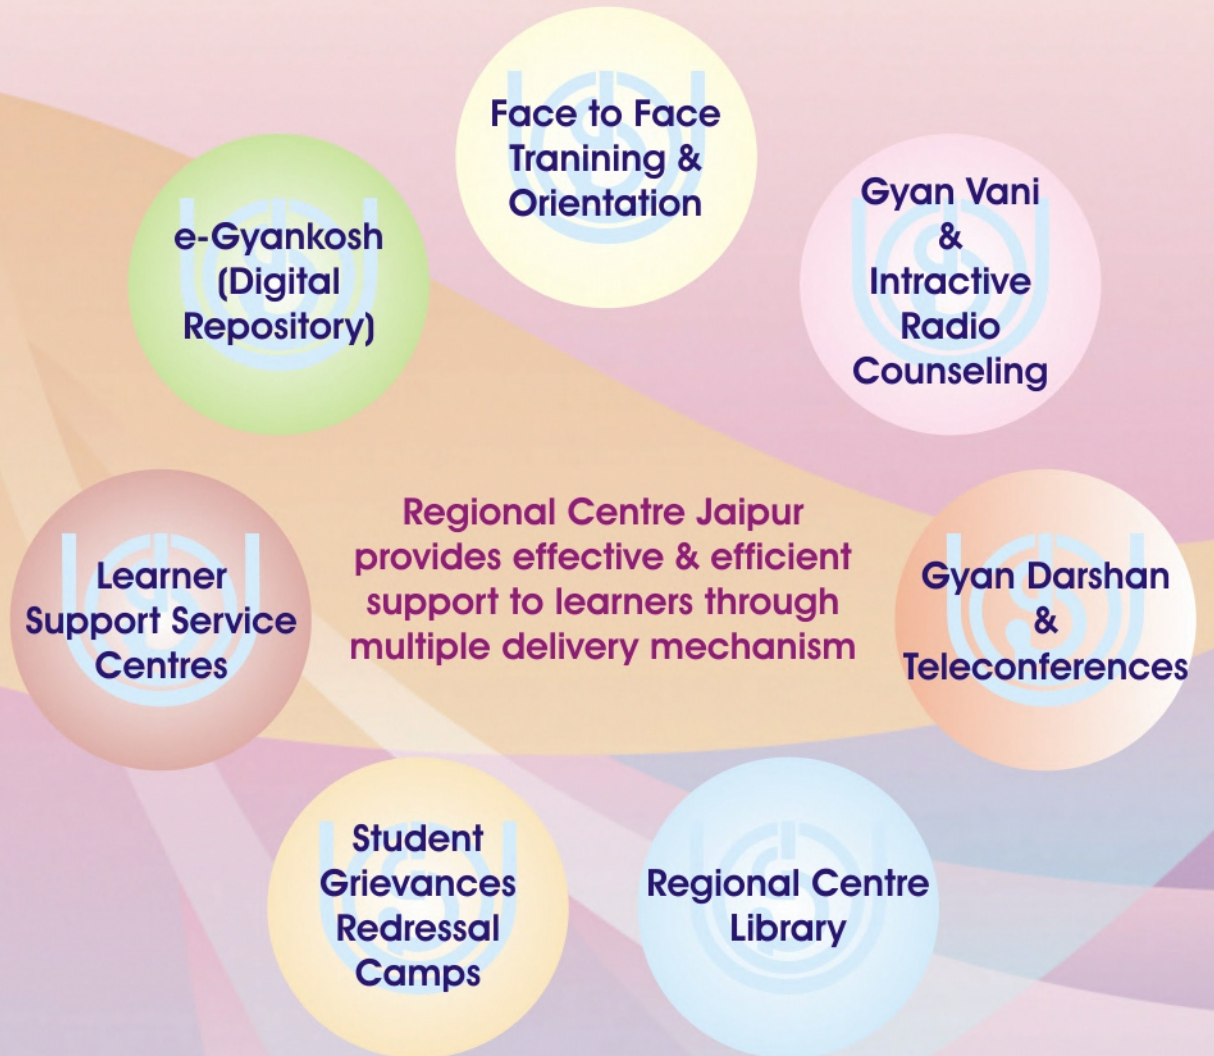 Face to Face
Tranining &
Orientation
e-Gyankosh
(Digital
Repository)
Gyan Vani
&
Intractive
Radio
Counseling
Regional Centre Jaipur
provides effective & efficient
support to learners through
multiple delivery mechanism
Learner
Support Service
Centres
Gyan Darshan
&
Teleconferences
Student
Grievances
Redressal
Camps
Regional Centre
Library